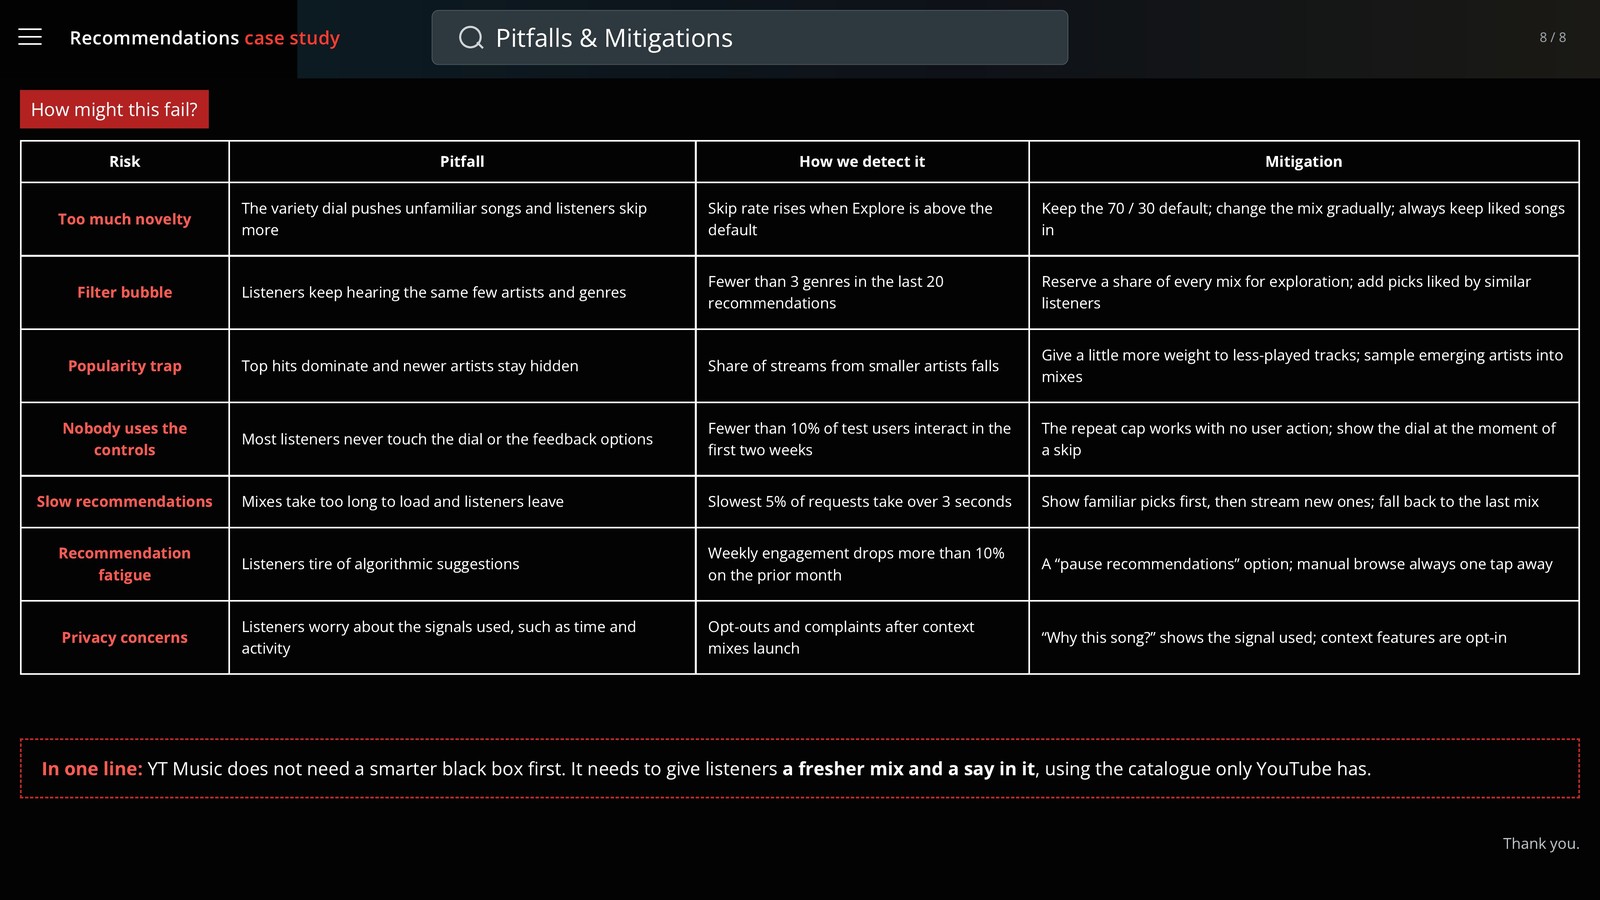 Recommendations case study
Pitfalls & Mitigations
8 / 8
How might this fail?
Risk
Pitfall
How we detect it
Mitigation
Too much novelty
The variety dial pushes unfamiliar songs and listeners skip
more
Skip rate rises when Explore is above the
default
Keep the 70 / 30 default; change the mix gradually; always keep liked songs
in
Filter bubble
Listeners keep hearing the same few artists and genres
Fewer than 3 genres in the last 20
recommendations
Reserve a share of every mix for exploration; add picks liked by similar
listeners
Popularity trap
Top hits dominate and newer artists stay hidden
Share of streams from smaller artists falls
Give a little more weight to less-played tracks; sample emerging artists into
mixes
Nobody uses the
controls
Most listeners never touch the dial or the feedback options
Fewer than 10% of test users interact in the
first two weeks
The repeat cap works with no user action; show the dial at the moment of
a skip
Slow recommendations
Mixes take too long to load and listeners leave
Slowest 5% of requests take over 3 seconds
Show familiar picks first, then stream new ones; fall back to the last mix
Recommendation
fatigue
Listeners tire of algorithmic suggestions
Weekly engagement drops more than 10%
on the prior month
A “pause recommendations” option; manual browse always one tap away
Privacy concerns
Listeners worry about the signals used, such as time and
activity
Opt-outs and complaints after context
mixes launch
“Why this song?” shows the signal used; context features are opt-in
In one line: YT Music does not need a smarter black box first. It needs to give listeners a fresher mix and a say in it, using the catalogue only YouTube has.
Thank you.